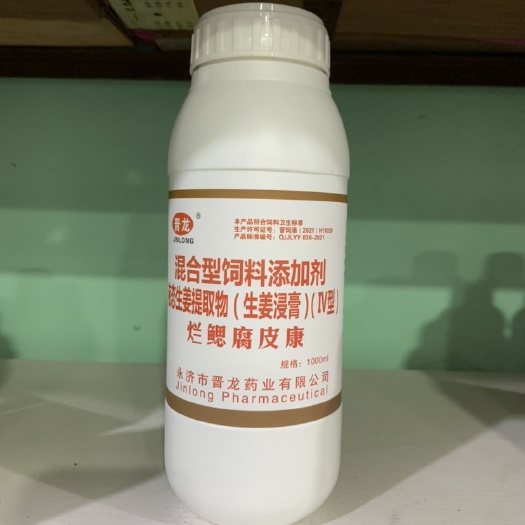 晋龙®
JINLONG
本产品符合饲料卫生标准
生产许可证号：晋饲添（2021）H16009
产品标准编号：Q/JLYY 036-2021
混合型饲料添加剂
生姜提取物（生姜浸膏）（Ⅳ型）
烂鳃腐皮康
规格：1000ml
永济市晋龙药业有限公司
Jinlong Pharmaceutical